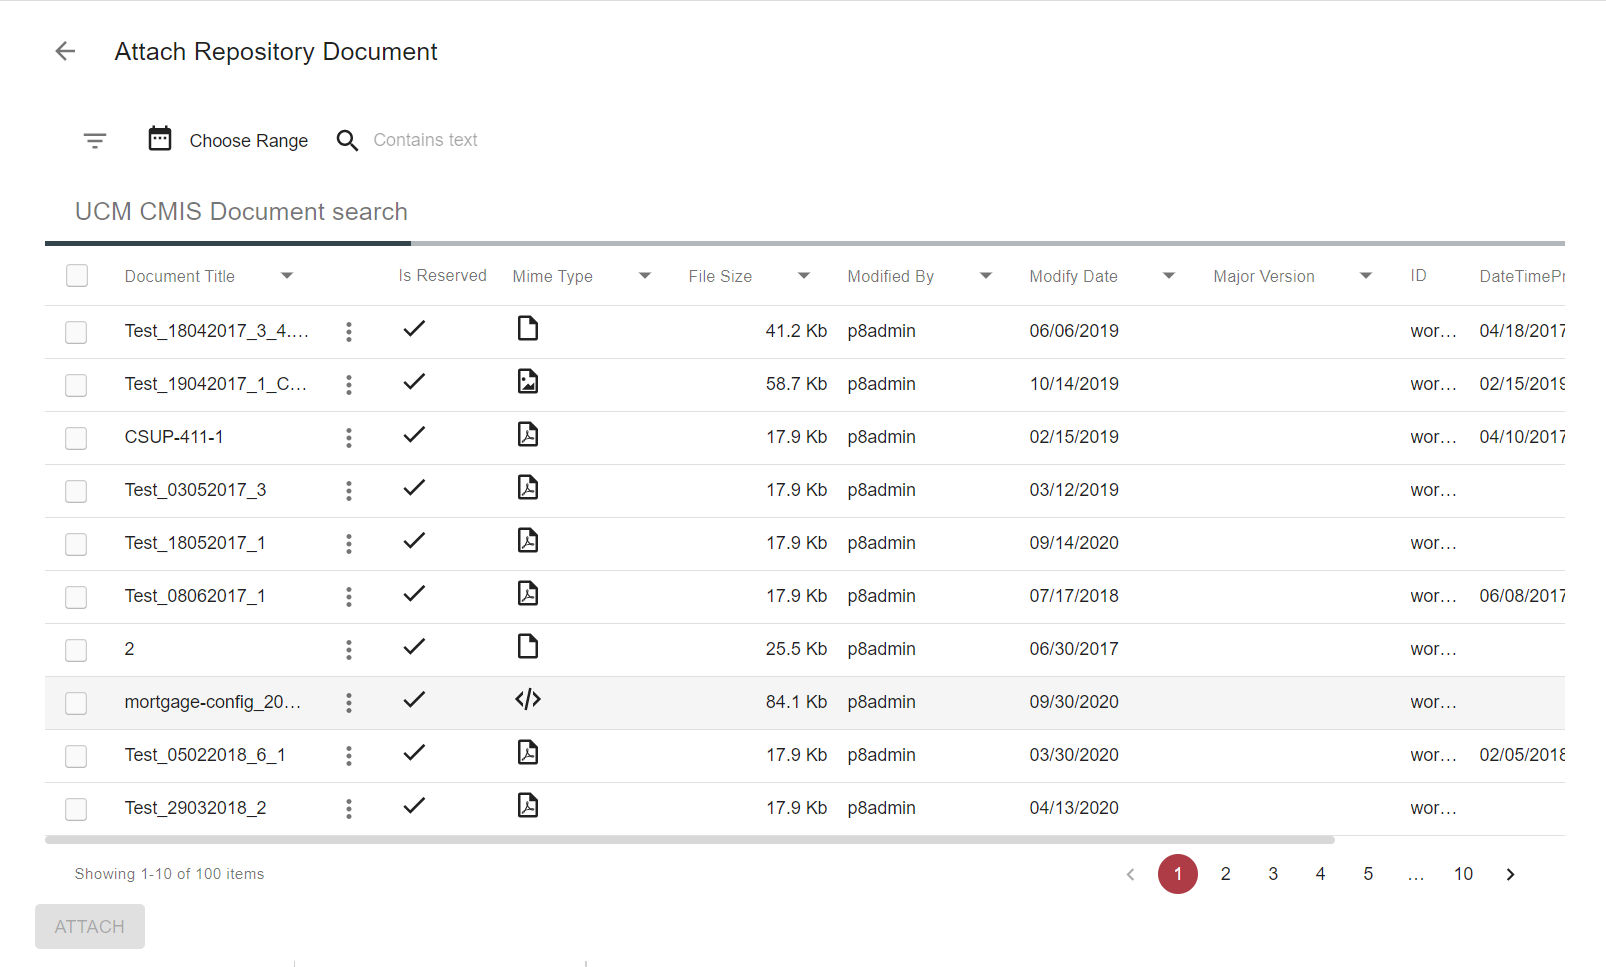 Attach Repository Document
Choose Range Contains text
UCM CMIS Document search
Document Title Is Reserved Mime Type File Size Modified By Modify Date Major Version ID DateTimePr
Test_18042017_3_4.... 41.2 Kb p8admin 06/06/2019 wor... 04/18/2017
Test_19042017_1_C... 58.7 Kb p8admin 10/14/2019 wor... 02/15/2019
CSUP-411-1 17.9 Kb p8admin 02/15/2019 wor... 04/10/2017
Test_03052017_3 17.9 Kb p8admin 03/12/2019 wor...
Test_18052017_1 17.9 Kb p8admin 09/14/2020 wor...
Test_08062017_1 17.9 Kb p8admin 07/17/2018 wor... 06/08/2017
2 25.5 Kb p8admin 06/30/2017 wor...
mortgage-config_20... 84.1 Kb p8admin 09/30/2020 wor...
Test_05022018_6_1 17.9 Kb p8admin 03/30/2020 wor... 02/05/2018
Test_29032018_2 17.9 Kb p8admin 04/13/2020 wor...
Showing 1-10 of 100 items 1 2 3 4 5 ... 10
ATTACH